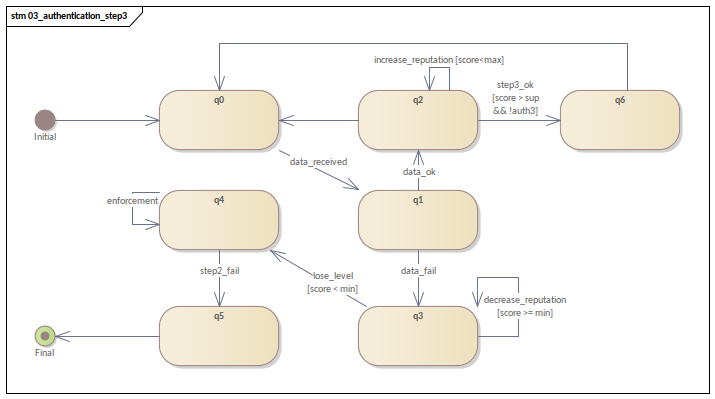 stm 03_authentication_step3
increase_reputation [score<max]
q0
q2
step3_ok
[score > sup
&& !auth3]
q6
Initial
data_received
data_ok
enforcement
q4
q1
step2_fail
lose_level
[score < min]
data_fail
decrease_reputation
[score >= min]
q5
q3
Final